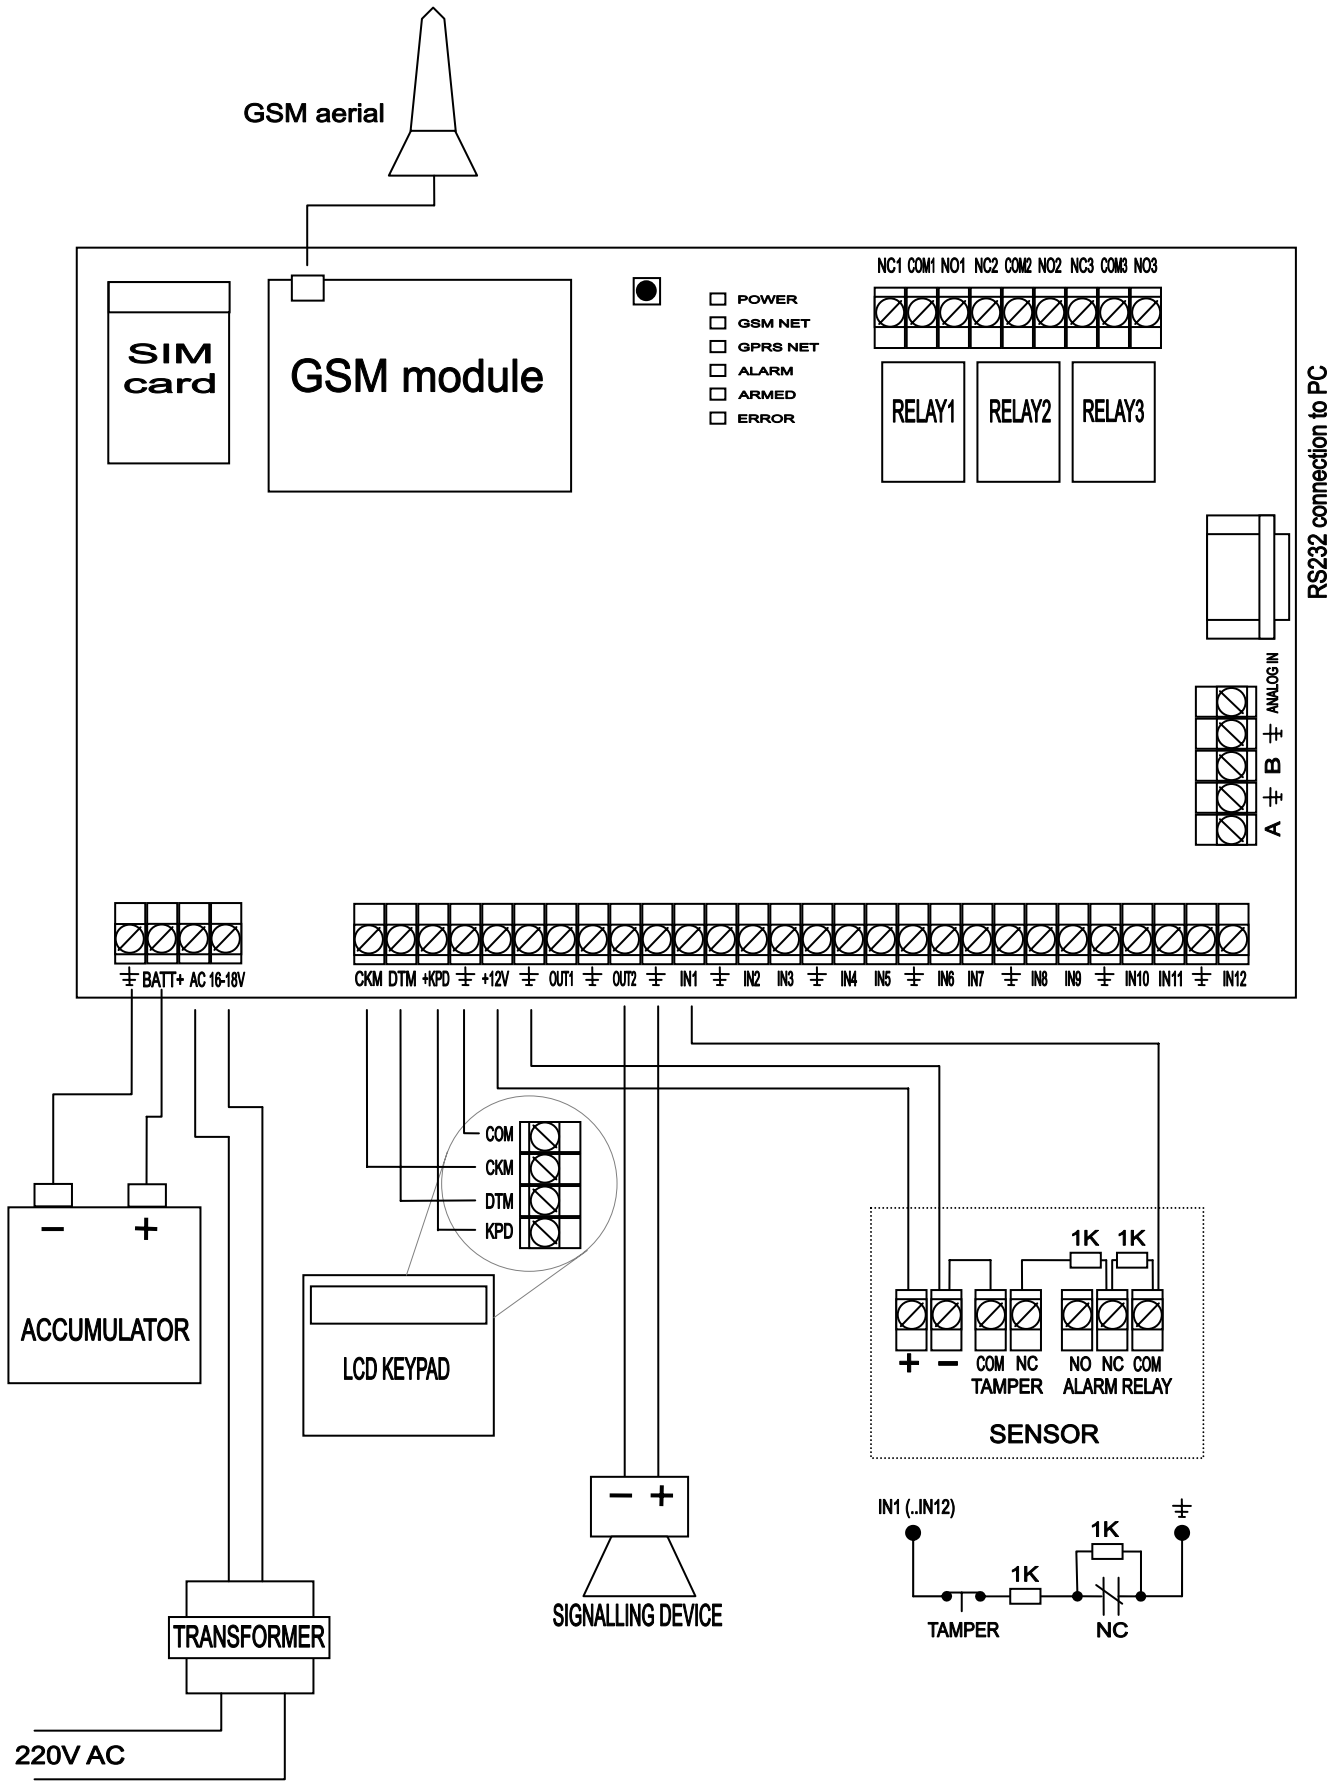 GSM aerial
SIM
card
GSM module
POWER
GSM NET
GPRS NET
ALARM
ARMED
ERROR
NC1 COM1 NO1 NC2 COM2 NO2 NC3 COM3 NO3
RELAY1 RELAY2 RELAY3
RS232 connection to PC
ANALOG IN
B
A
BATT+ AC 16-18V
CKM DTM +KPD +12V OUT1 OUT2 IN1 IN2 IN3 IN4 IN5 IN6 IN7 IN8 IN9 IN10 IN11 IN12
COM
CKM
DTM
KPD
− +
ACCUMULATOR
LCD KEYPAD
1K 1K
+ − COM NC NO NC COM
TAMPER ALARM RELAY
SENSOR
− +
SIGNALLING DEVICE
IN1 (..IN12)
1K
1K
TAMPER NC
TRANSFORMER
220V AC